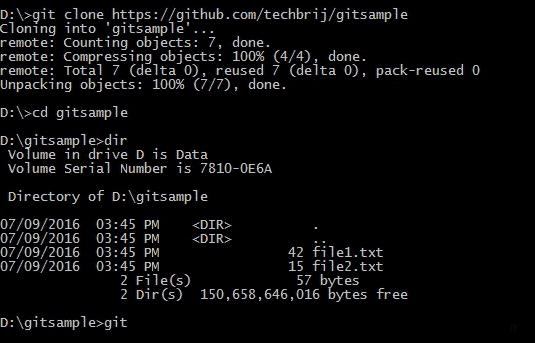 D:\>git clone https://github.com/techbrij/gitsample
Cloning into 'gitsample'...
remote: Counting objects: 7, done.
remote: Compressing objects: 100% (4/4), done.
remote: Total 7 (delta 0), reused 7 (delta 0), pack-reused 0
Unpacking objects: 100% (7/7), done.
D:\>cd gitsample
D:\gitsample>dir
Volume in drive D is Data
Volume Serial Number is 7810-0E6A
Directory of D:\gitsample
07/09/2016  03:45 PM    <DIR>          .
07/09/2016  03:45 PM    <DIR>          ..
07/09/2016  03:45 PM                42 file1.txt
07/09/2016  03:45 PM                15 file2.txt
2 File(s)             57 bytes
2 Dir(s)  150,658,646,016 bytes free
D:\gitsample>git